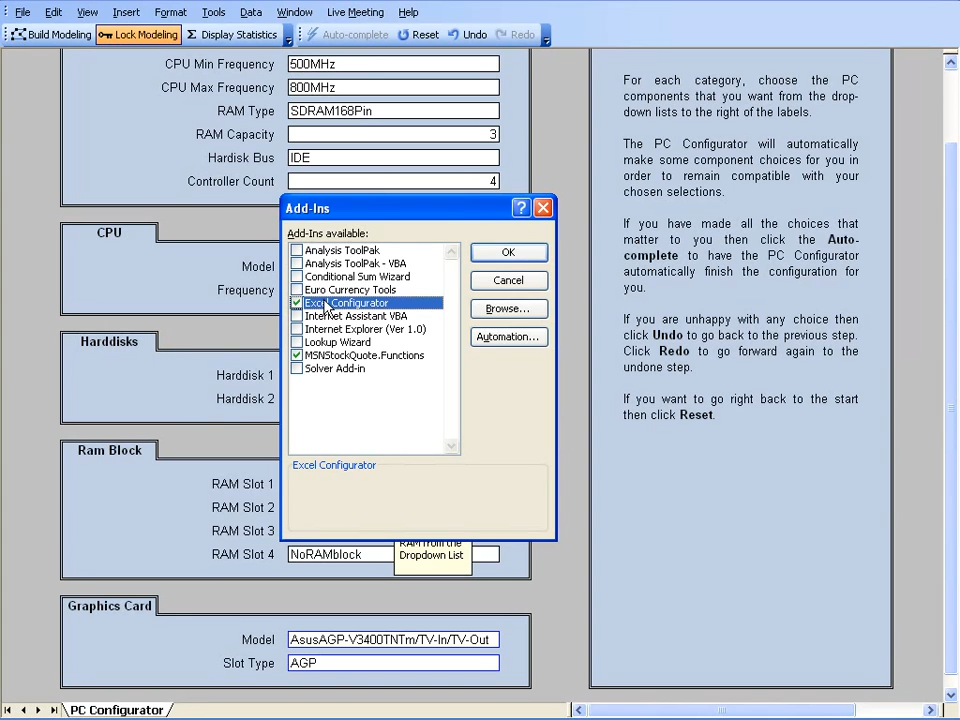 File Edit View Insert Format Tools Data Window Live Meeting Help
Build Modeling Lock Modeling Σ Display Statistics Auto-complete Reset Undo Redo
CPU Min Frequency 500MHz
CPU Max Frequency 800MHz
RAM Type SDRAM168Pin
RAM Capacity 3
Hardisk Bus IDE
Controller Count 4
CPU
Model
Frequency
Harddisks
Harddisk 1
Harddisk 2
Ram Block
RAM Slot 1
RAM Slot 2
RAM Slot 3
RAM Slot 4 NoRAMblock
RAM from the
Dropdown List
Graphics Card
Model AsusAGP-V3400TNTm/TV-In/TV-Out
Slot Type AGP
Add-Ins
Add-Ins available:
Analysis ToolPak
Analysis ToolPak - VBA
Conditional Sum Wizard
Euro Currency Tools
Excel Configurator
Internet Assistant VBA
Internet Explorer (Ver 1.0)
Lookup Wizard
MSNStockQuote.Functions
Solver Add-in
OK
Cancel
Browse...
Automation...
Excel Configurator
For each category, choose the PC
components that you want from the drop-
down lists to the right of the labels.
The PC Configurator will automatically
make some component choices for you in
order to remain compatible with your
chosen selections.
If you have made all the choices that
matter to you then click the Auto-
complete to have the PC Configurator
automatically finish the configuration for
you.
If you are unhappy with any choice then
click Undo to go back to the previous step.
Click Redo to go forward again to the
undone step.
If you want to go right back to the start
then click Reset.
PC Configurator